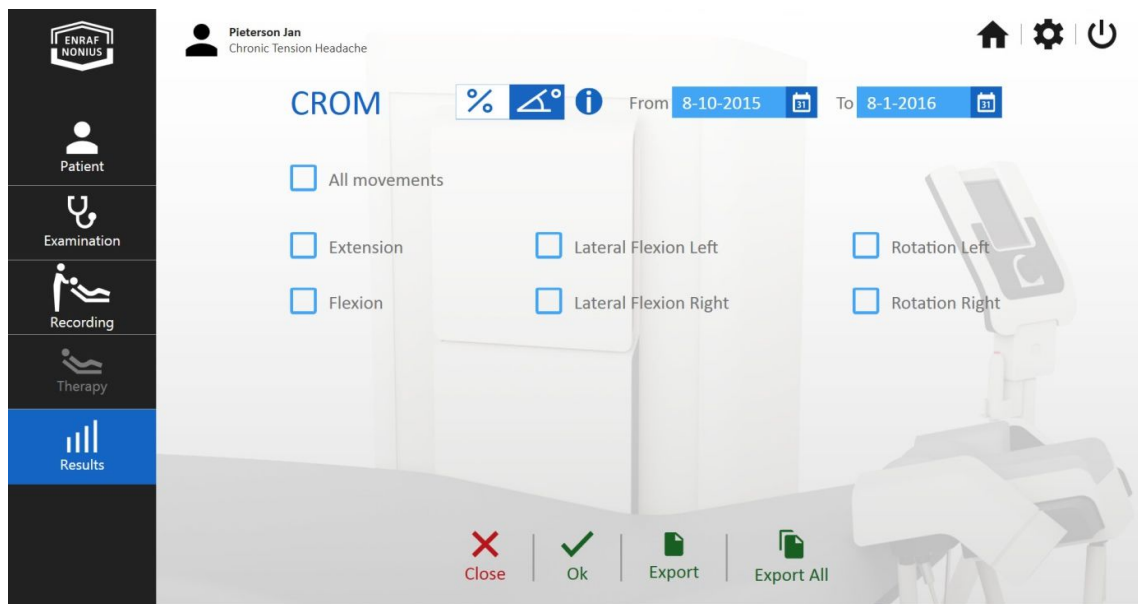 ENRAF
NONIUS
Pieterson Jan
Chronic Tension Headache
CROM % ° i From 8-10-2015 31 To 8-1-2016 31
Patient
Examination
Recording
Therapy
Results
All movements
Extension Lateral Flexion Left Rotation Left
Flexion Lateral Flexion Right Rotation Right
Close Ok Export Export All